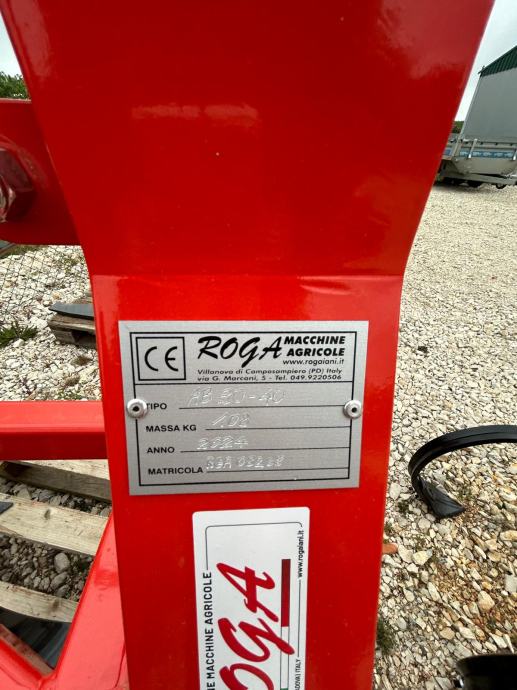 CE
ROGA MACCHINE AGRICOLE
www.rogaiani.it
Villanova di Camposampiero (PD) Italy
via G. Marconi, 5 - Tel. 049.9220506
TIPO
MASSA KG
ANNO 2024
MATRICOLA
MACCHINE AGRICOLE
ROGA
www.rogaiani.it